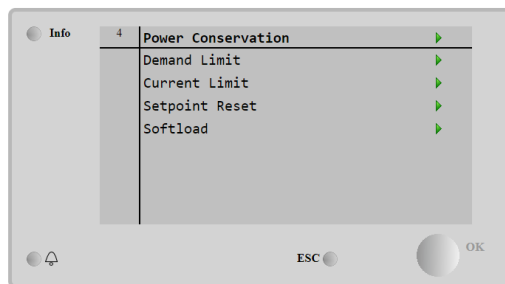 Info
4
Power Conservation
Demand Limit
Current Limit
Setpoint Reset
Softload
ESC
OK